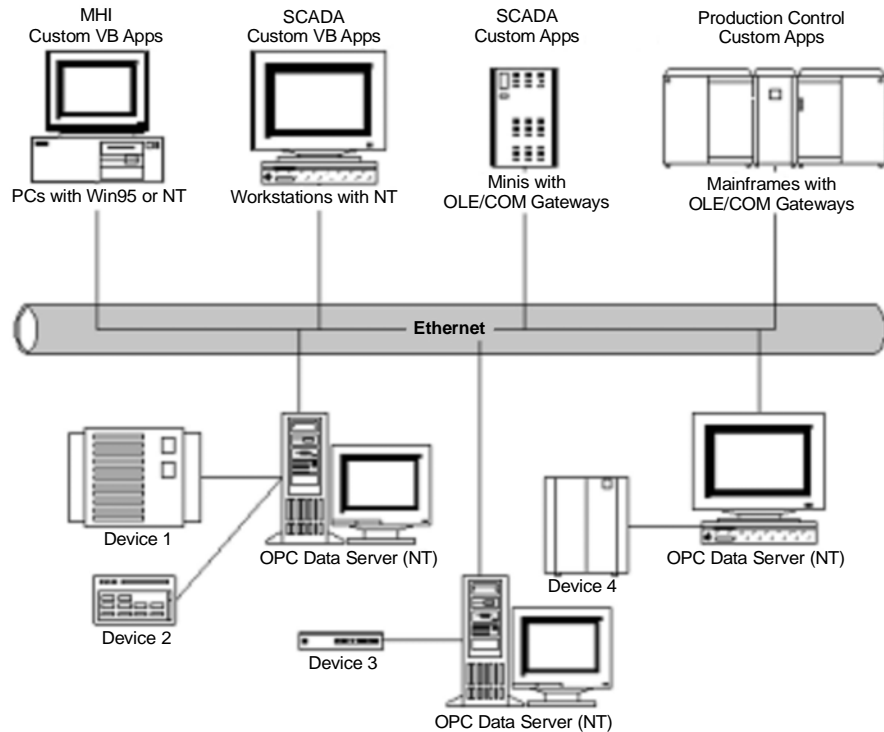 MHI
Custom VB Apps
SCADA
Custom VB Apps
SCADA
Custom Apps
Production Control
Custom Apps
PCs with Win95 or NT
Workstations with NT
Minis with
OLE/COM Gateways
Mainframes with
OLE/COM Gateways
Ethernet
Device 1
OPC Data Server (NT)
Device 2
Device 4
OPC Data Server (NT)
Device 3
OPC Data Server (NT)